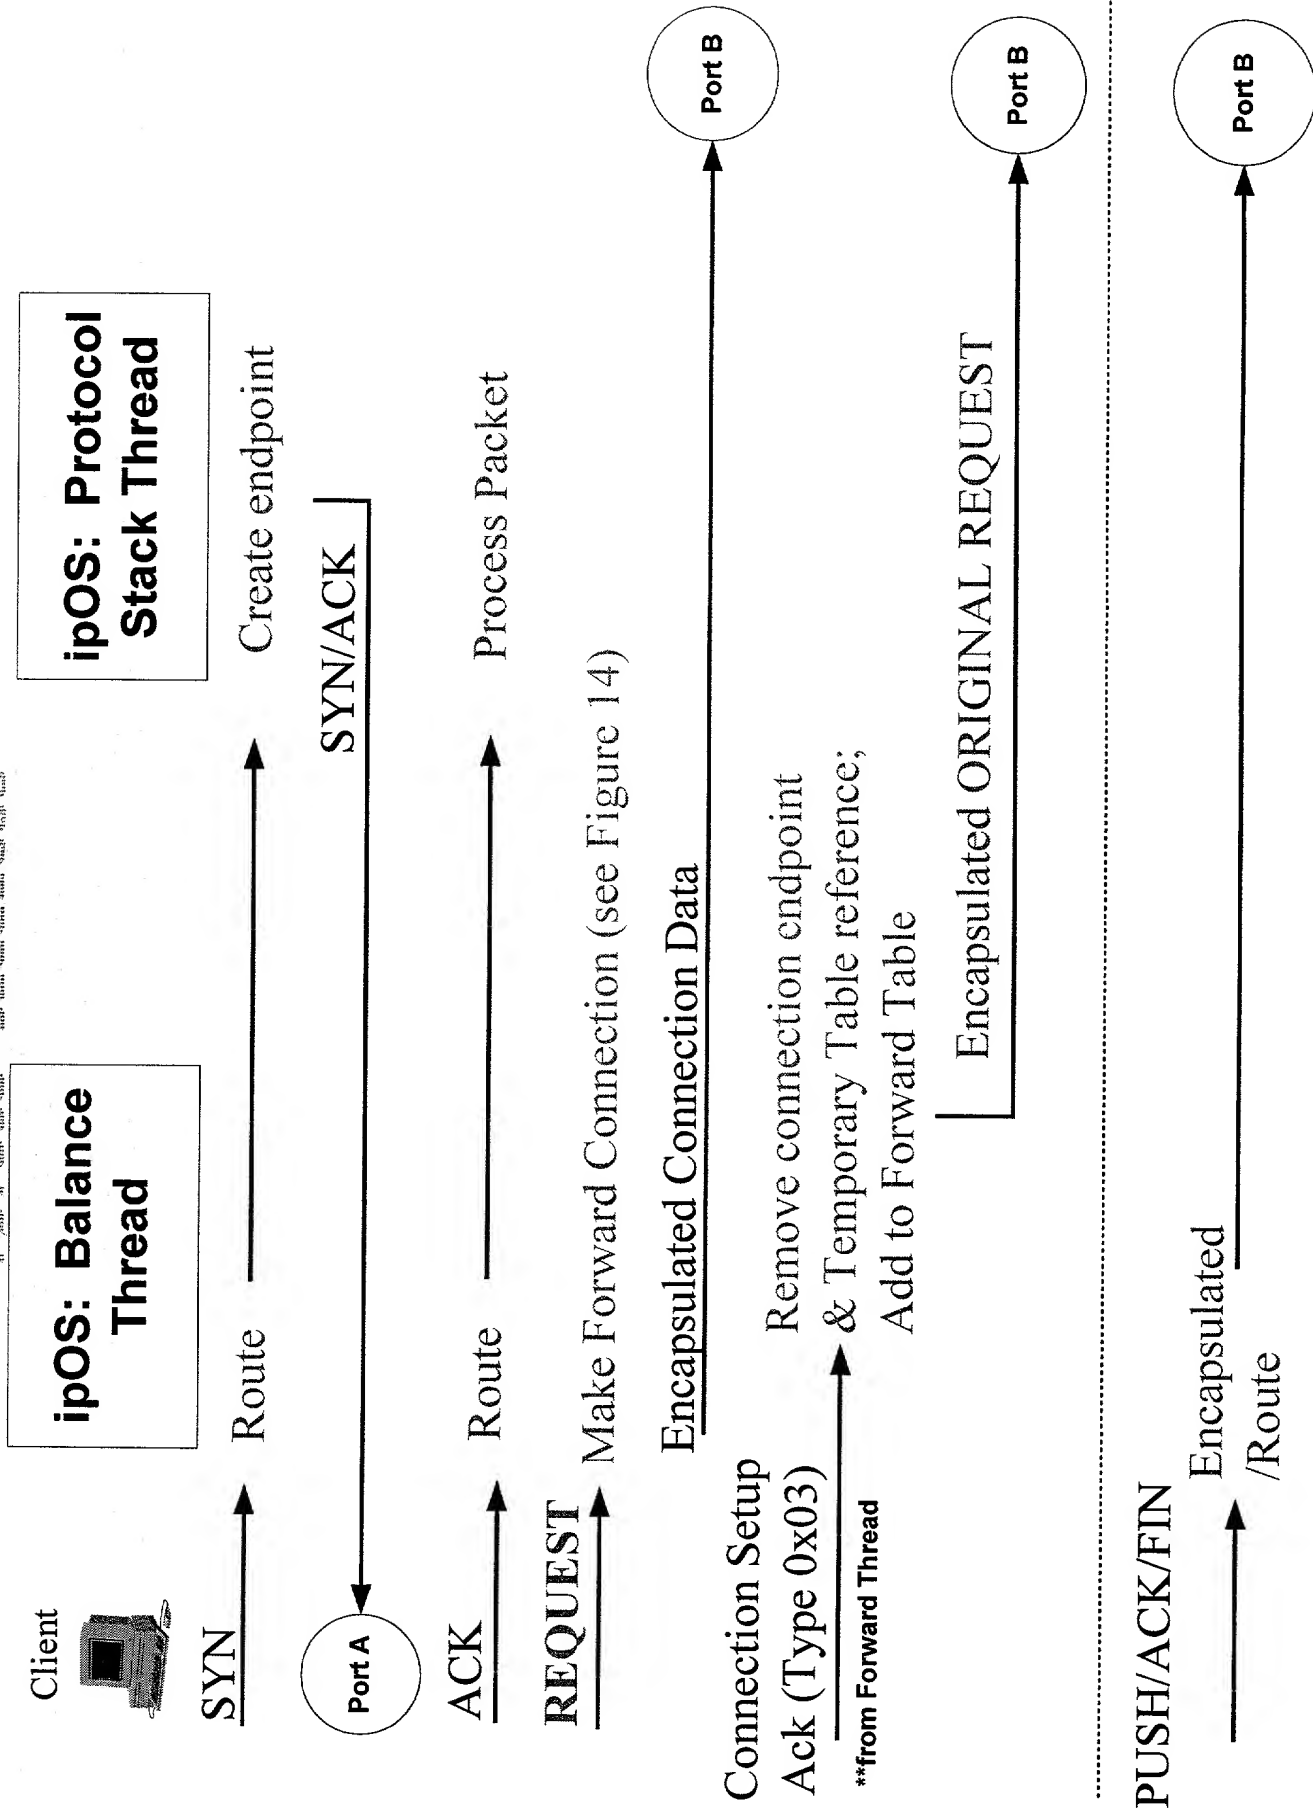 Client
ipOS: Balance
Thread
ipOS: Protocol
Stack Thread
SYN
Route
Create endpoint
SYN/ACK
Port A
ACK
Route
Process Packet
REQUEST
Make Forward Connection (see Figure 14)
Encapsulated Connection Data
Port B
Connection Setup
Ack (Type 0x03)
**from Forward Thread
Remove connection endpoint
& Temporary Table reference;
Add to Forward Table
Encapsulated ORIGINAL REQUEST
Port B
PUSH/ACK/FIN
Encapsulated
/Route
Port B